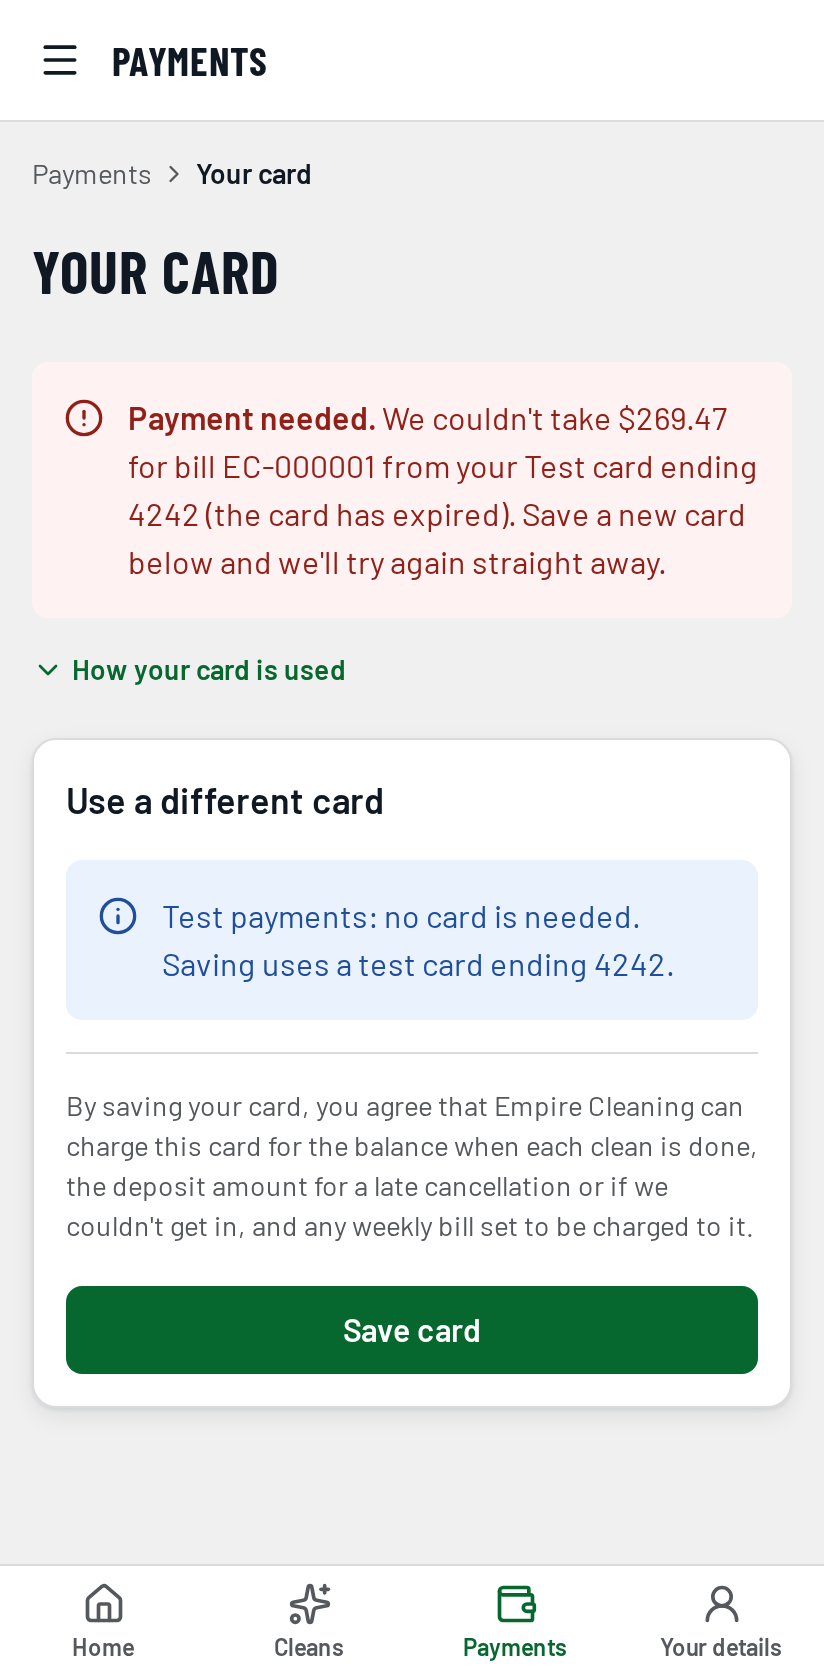 PAYMENTS
Payments > Your card
YOUR CARD
Payment needed. We couldn't take $269.47
for bill EC-000001 from your Test card ending
4242 (the card has expired). Save a new card
below and we'll try again straight away.
How your card is used
Use a different card
Test payments: no card is needed.
Saving uses a test card ending 4242.
By saving your card, you agree that Empire Cleaning can
charge this card for the balance when each clean is done,
the deposit amount for a late cancellation or if we
couldn't get in, and any weekly bill set to be charged to it.
Save card
Home Cleans Payments Your details